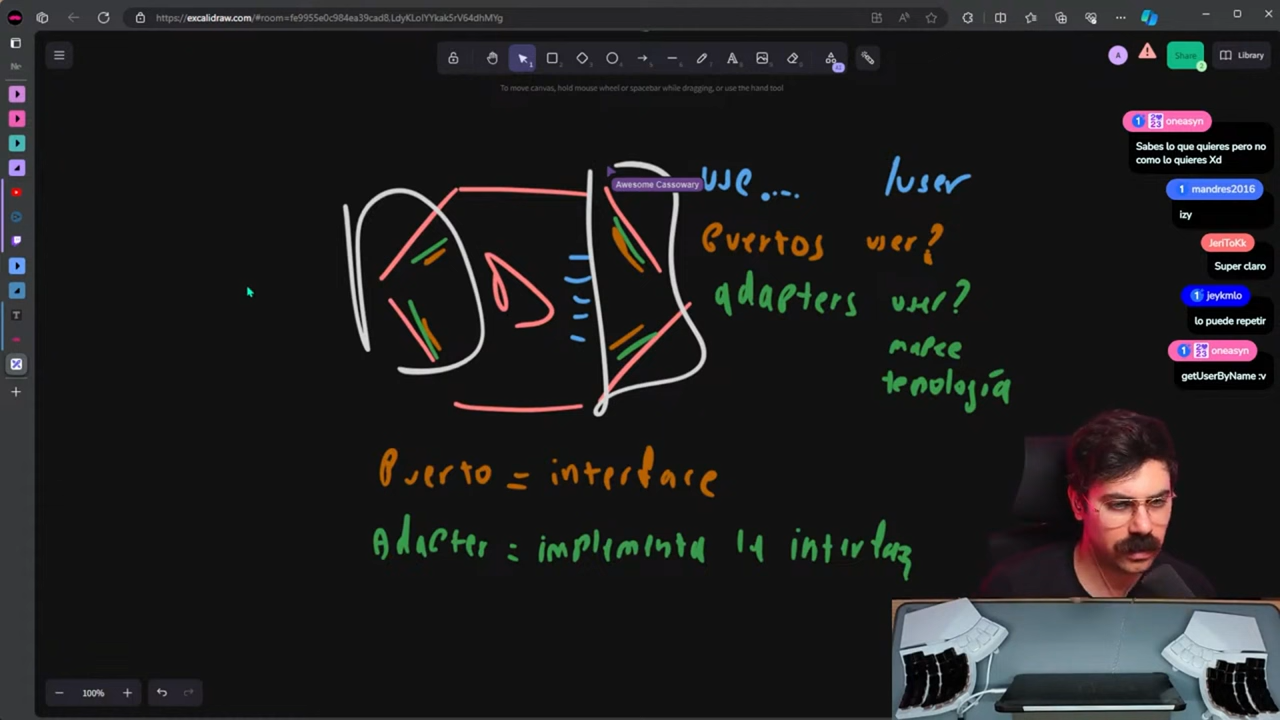 https://excalidraw.com/#room=fe9955e0c984ea39cad8,LdyKLoIYYkak5rV64dhMYg
Share
2
Library
A
To move canvas, hold mouse wheel or spacebar while dragging, or use the hand tool
oneasyn
Sabes lo que quieres pero no
como lo quieres Xd
mandres2016
izy
JeriToKk
Super claro
jeykmlo
lo puede repetir
oneasyn
getUserByName :v
Awesome Cassowary
use.... /user
Puertos user?
adapters user?
mapee
tenología
Puerto = interface
Adapter = implementa la interfaz
100%